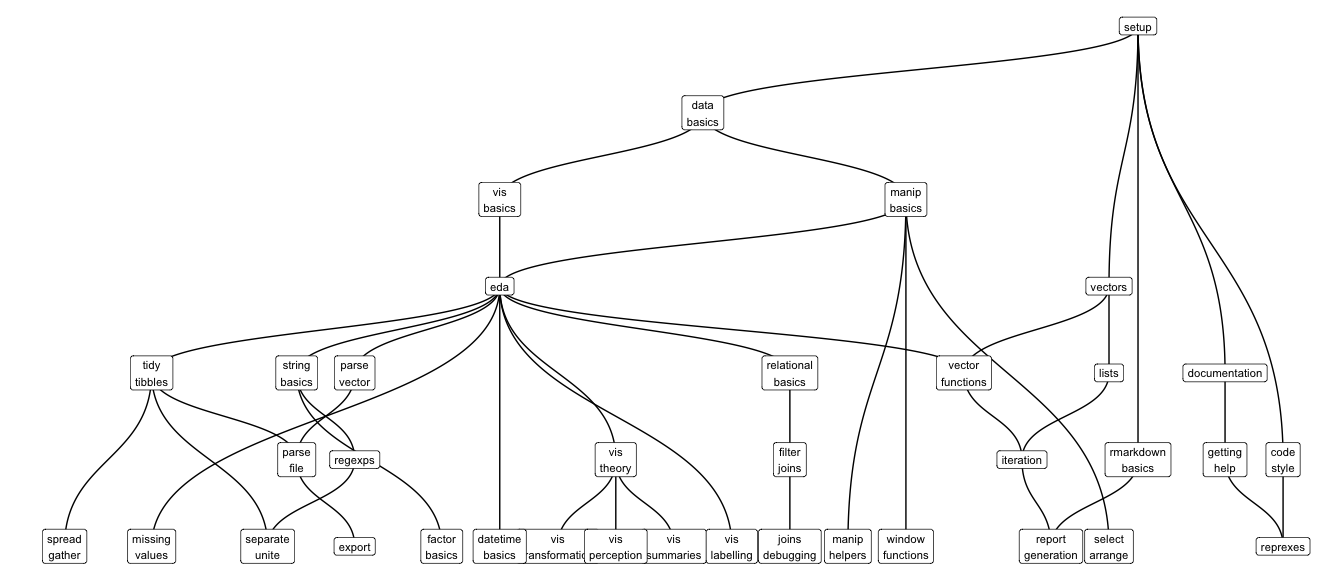 setup
data
basics
vis
basics
manip
basics
eda
vectors
tidy
tibbles
string
basics
parse
vector
relational
basics
vector
functions
lists
documentation
parse
file
regexps
vis
theory
filter
joins
iteration
rmarkdown
basics
getting
help
code
style
spread
gather
missing
values
separate
unite
export
factor
basics
datetime
basics
vis
ransformatic
vis
perception
vis
summaries
vis
labelling
joins
debugging
manip
helpers
window
functions
report
generation
select
arrange
reprexes